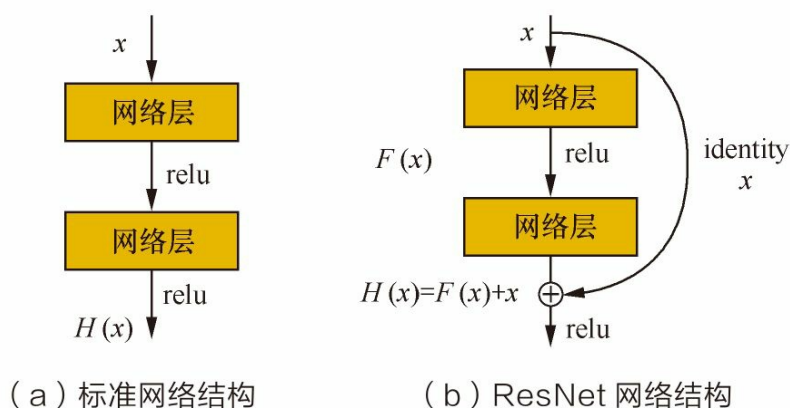 x
网络层
relu
网络层
relu
H(x)
(a)标准网络结构
x
网络层
F(x)
relu
identity
x
网络层
H(x)=F(x)+x
relu
(b)ResNet 网络结构